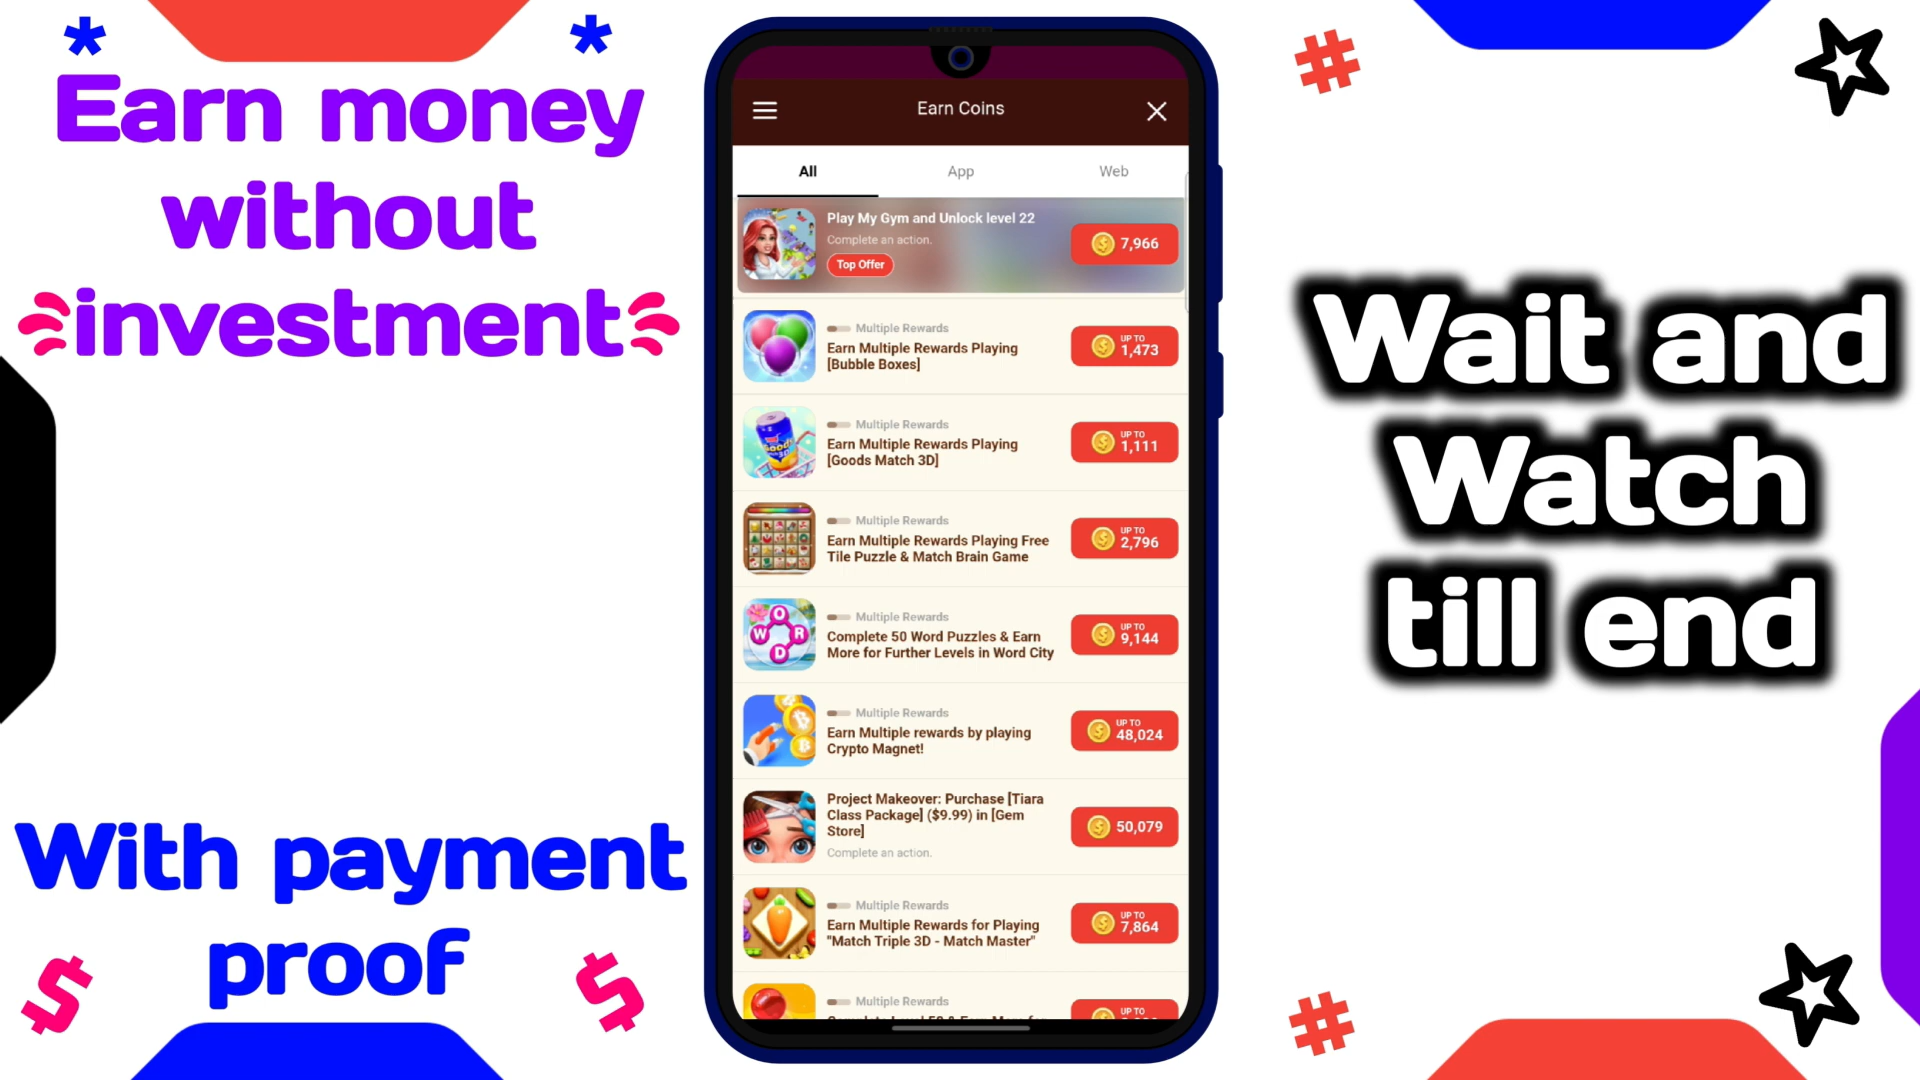 Earn money
without
investment
With payment
proof
Earn Coins
All
App
Web
Play My Gym and Unlock level 22
Complete an action.
Top Offer
7,966
Multiple Rewards
Earn Multiple Rewards Playing
[Bubble Boxes]
UP TO
1,473
Multiple Rewards
Earn Multiple Rewards Playing
[Goods Match 3D]
UP TO
1,111
Multiple Rewards
Earn Multiple Rewards Playing Free
Tile Puzzle & Match Brain Game
UP TO
2,796
Multiple Rewards
Complete 50 Word Puzzles & Earn
More for Further Levels in Word City
UP TO
9,144
Multiple Rewards
Earn Multiple rewards by playing
Crypto Magnet!
UP TO
48,024
Project Makeover: Purchase [Tiara
Class Package] ($9.99) in [Gem
Store]
Complete an action.
50,079
Multiple Rewards
Earn Multiple Rewards for Playing
"Match Triple 3D - Match Master"
UP TO
7,864
Multiple Rewards
UP TO
Wait and
Watch
till end